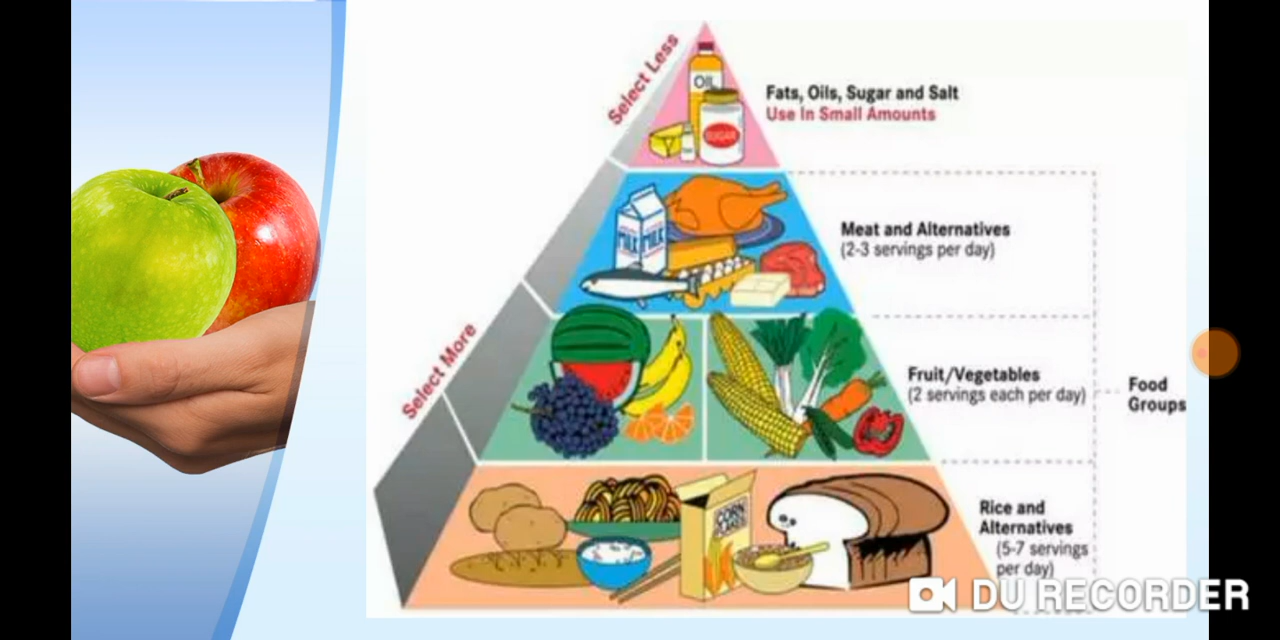 Select Less
OIL
SUGAR
Fats, Oils, Sugar and Salt
Use In Small Amounts
MILK MILK
Meat and Alternatives
(2-3 servings per day)
Select More
Fruit/Vegetables
(2 servings each per day)
Food
Groups
CORN
FLAKES
Rice and
Alternatives
(5-7 servings
per day)
DU RECORDER